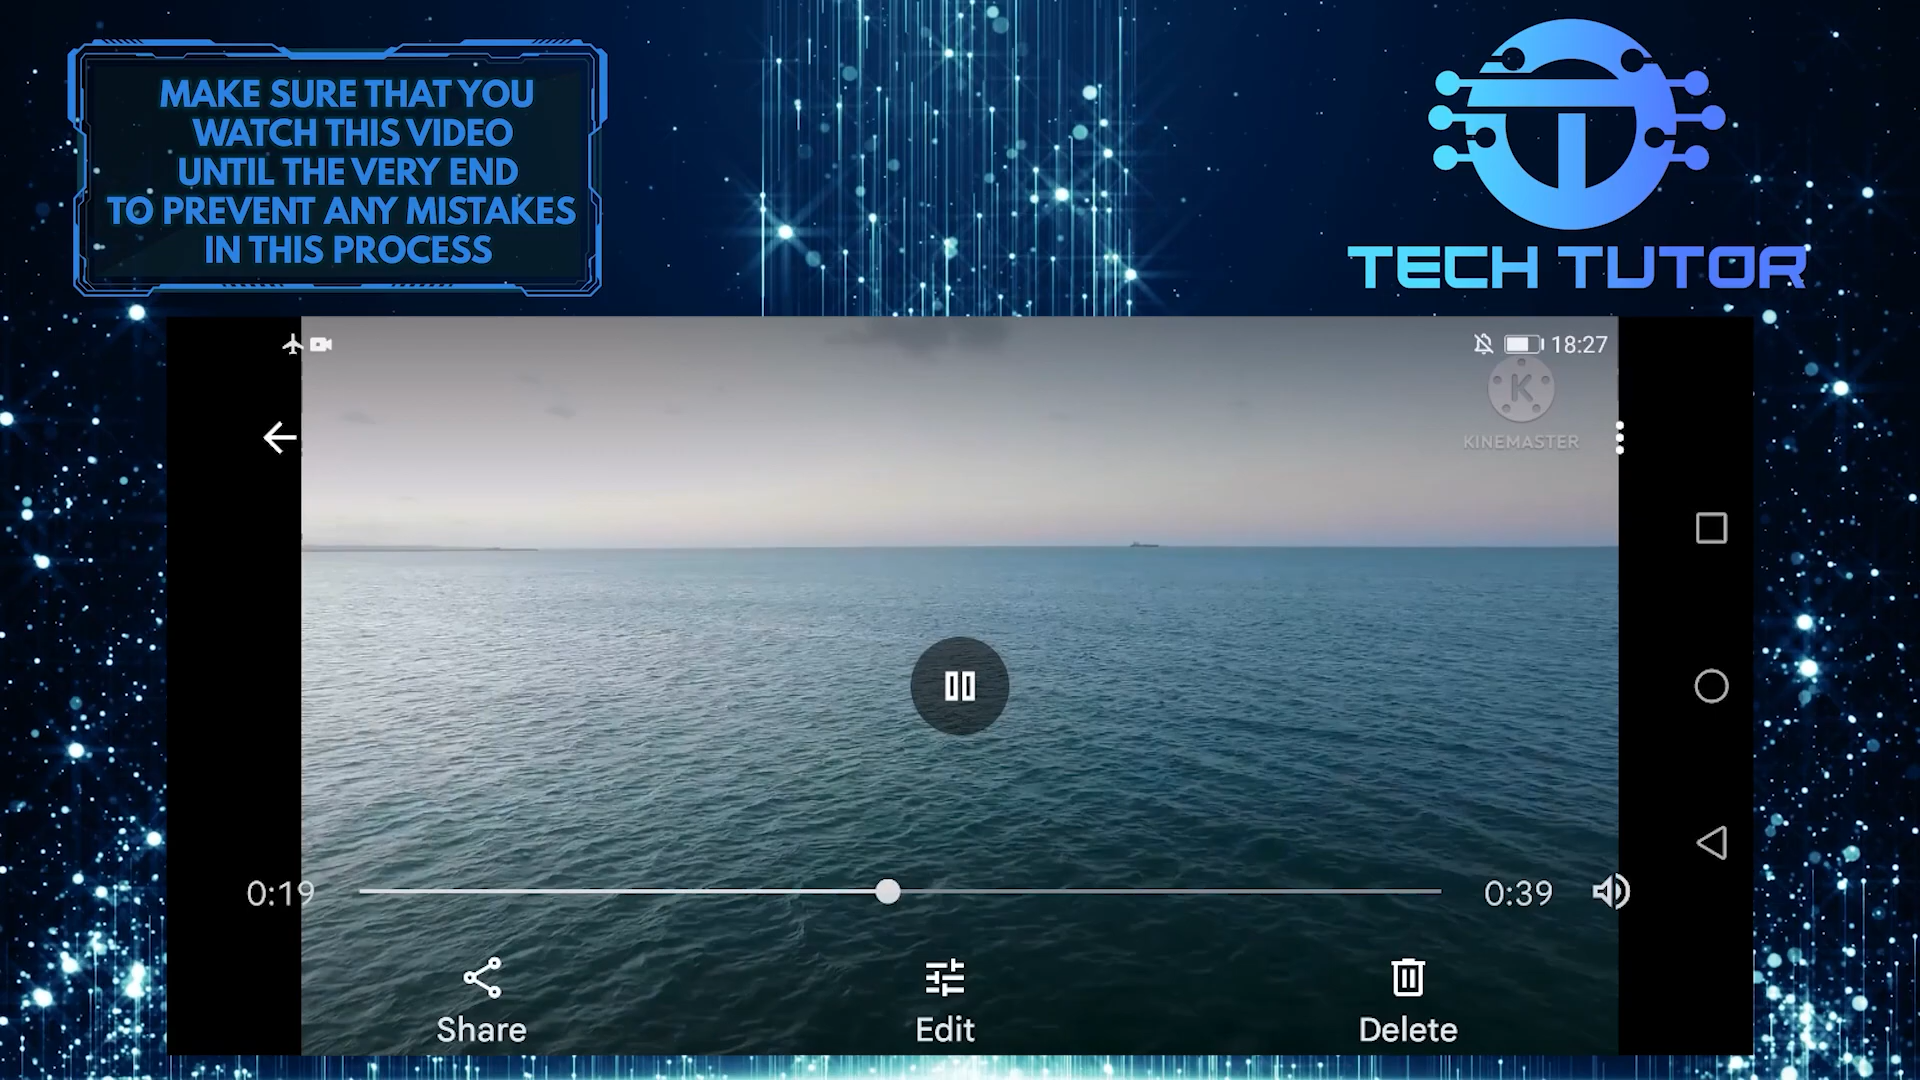 MAKE SURE THAT YOU
WATCH THIS VIDEO
UNTIL THE VERY END
TO PREVENT ANY MISTAKES
IN THIS PROCESS
TECH TUTOR
18:27
K
KINEMASTER
0:19
0:39
Share
Edit
Delete